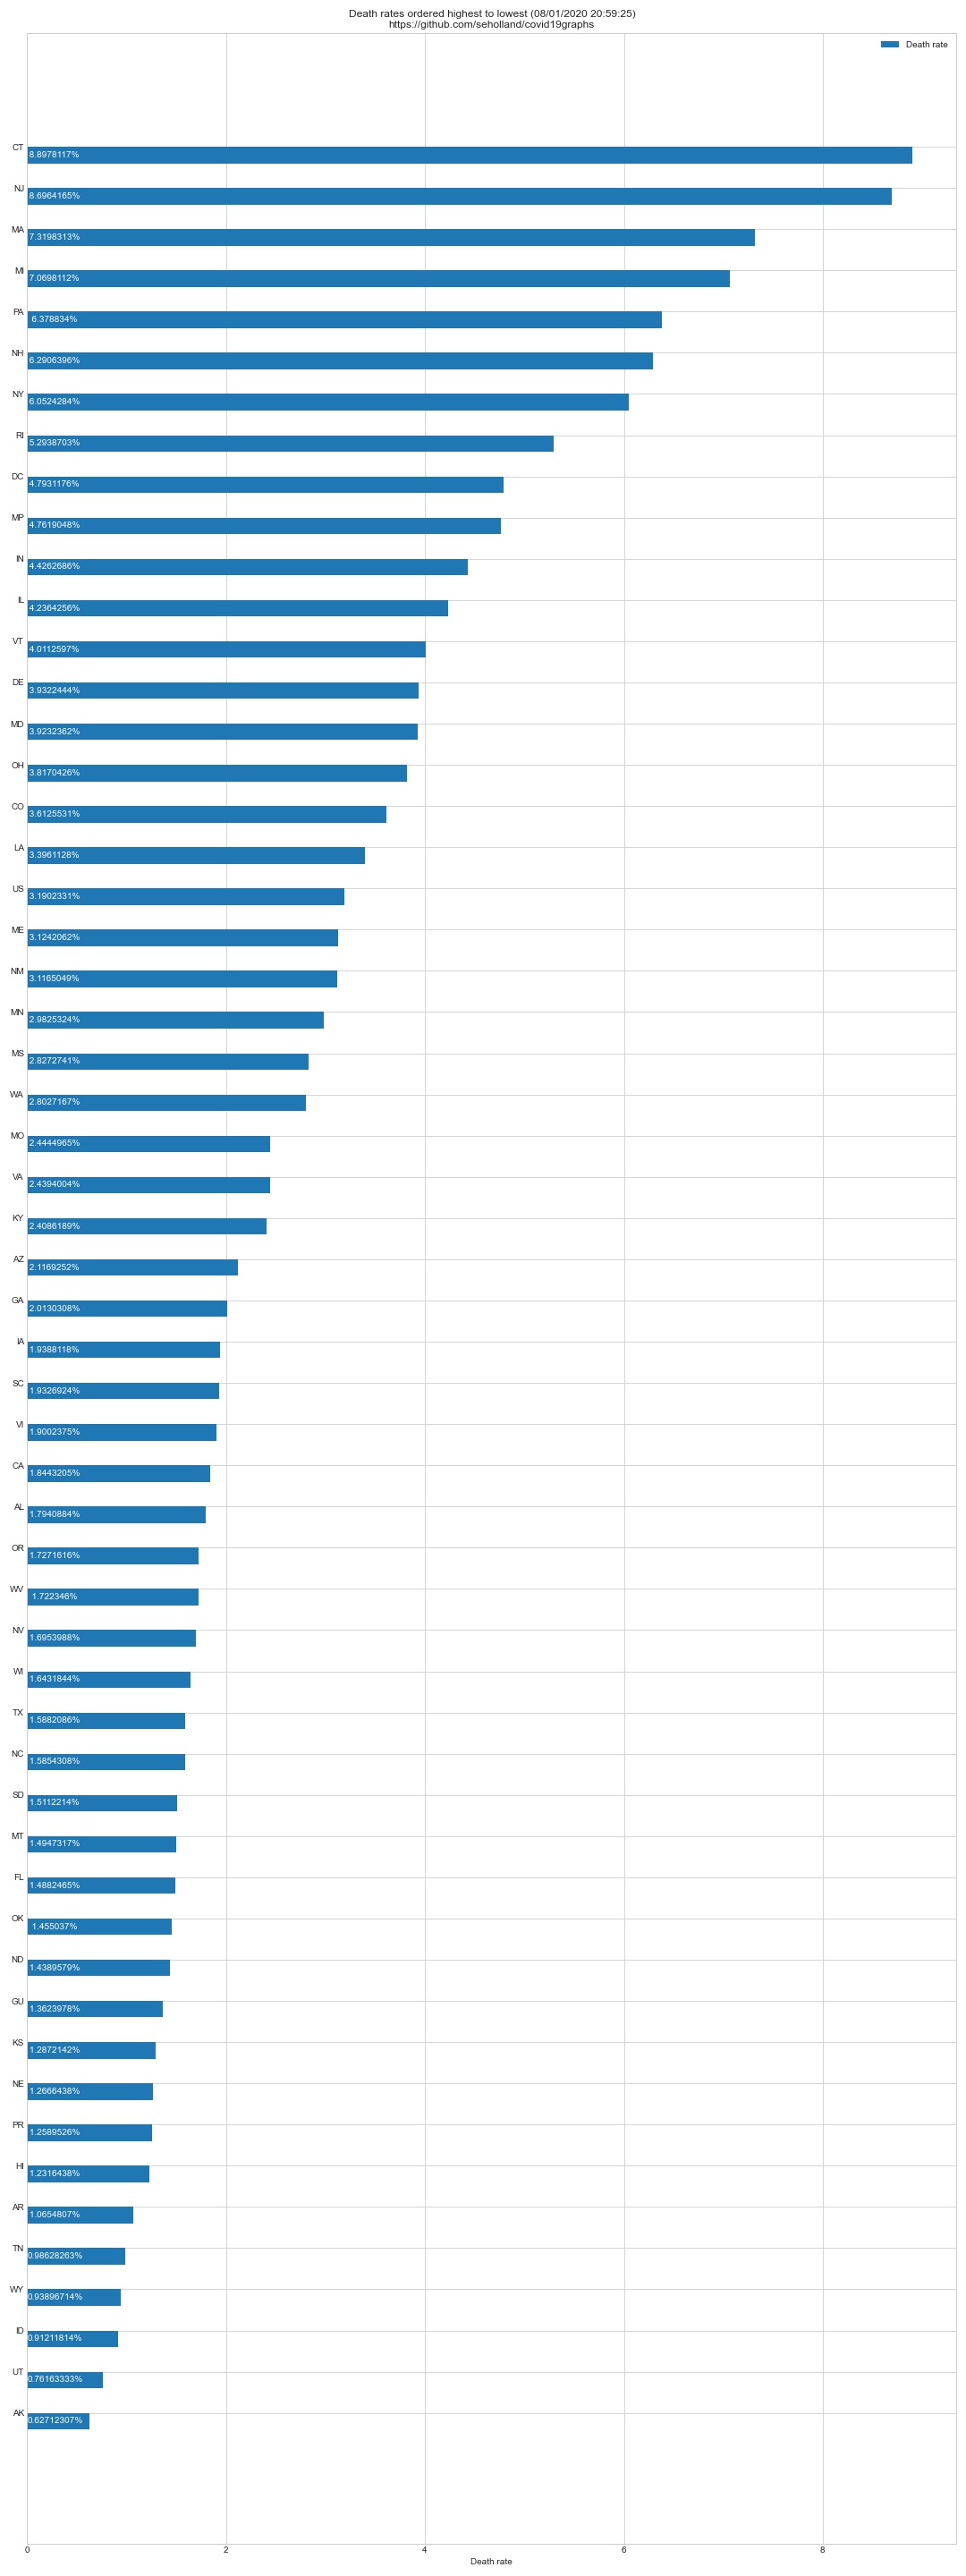 Death rates ordered highest to lowest (08/01/2020 20:59:25)
https://github.com/seholland/covid19graphs
Death rate
CT 8.8978117%
NJ 8.6964165%
MA 7.3198313%
MI 7.0698112%
PA 6.378834%
NH 6.2906396%
NY 6.0524284%
RI 5.2938703%
DC 4.7931176%
MP 4.7619048%
IN 4.4262686%
IL 4.2364256%
VT 4.0112597%
DE 3.9322444%
MD 3.9232362%
OH 3.8170426%
CO 3.6125531%
LA 3.3961128%
US 3.1902331%
ME 3.1242062%
NM 3.1165049%
MN 2.9825324%
MS 2.8272741%
WA 2.8027167%
MO 2.4444965%
VA 2.4394004%
KY 2.4086189%
AZ 2.1169252%
GA 2.0130308%
IA 1.9388118%
SC 1.9326924%
VI 1.9002375%
CA 1.8443205%
AL 1.7940884%
OR 1.7271616%
WV 1.722346%
NV 1.6953988%
WI 1.6431844%
TX 1.5882086%
NC 1.5854308%
SD 1.5112214%
MT 1.4947317%
FL 1.4882465%
OK 1.455037%
ND 1.4389579%
GU 1.3623978%
KS 1.2872142%
NE 1.2666438%
PR 1.2589526%
HI 1.2316438%
AR 1.0654807%
TN 0.98628263%
WY 0.93896714%
ID 0.91211814%
UT 0.76163333%
AK 0.62712307%
0 2 4 6 8
Death rate